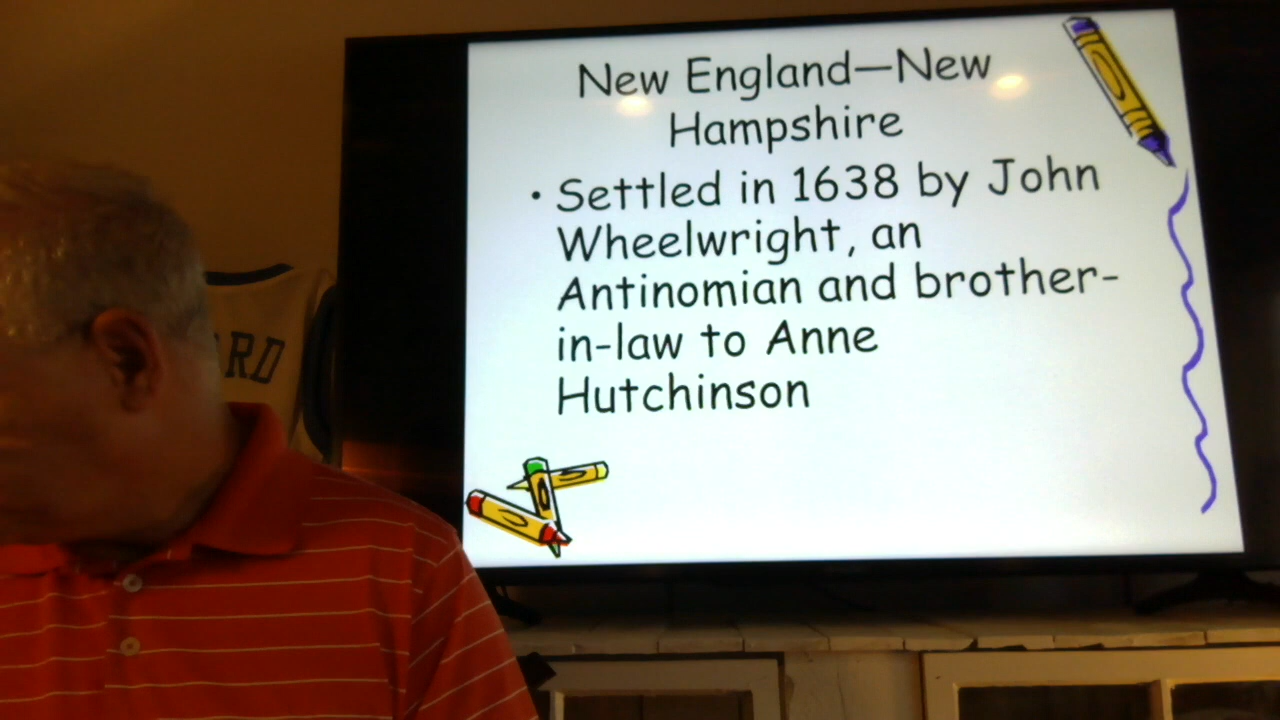 New England—New
Hampshire
• Settled in 1638 by John
Wheelwright, an
Antinomian and brother-
in-law to Anne
Hutchinson
RD